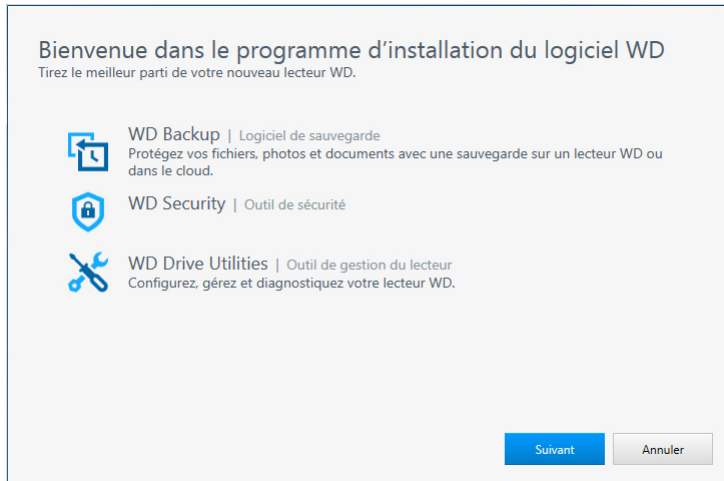 Bienvenue dans le programme d’installation du logiciel WD
Tirez le meilleur parti de votre nouveau lecteur WD.
WD Backup | Logiciel de sauvegarde
Protégez vos fichiers, photos et documents avec une sauvegarde sur un lecteur WD ou
dans le cloud.
WD Security | Outil de sécurité
WD Drive Utilities | Outil de gestion du lecteur
Configurez, gérez et diagnostiquez votre lecteur WD.
Suivant Annuler